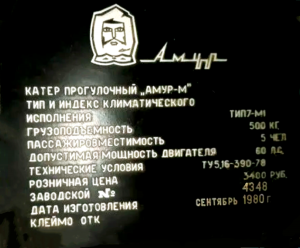 Амур
КАТЕР ПРОГУЛОЧНЫЙ „АМУР-М"
ТИП И ИНДЕКС КЛИМАТИЧЕСКОГО
ИСПОЛНЕНИЯ ТИП7-М1
ГРУЗОПОДЪЕМНОСТЬ 500 КГ.
ПАССАЖИРОВМЕСТИМОСТЬ 5 ЧЕЛ
ДОПУСТИМАЯ МОЩНОСТЬ ДВИГАТЕЛЯ 60 Л.С.
ТЕХНИЧЕСКИЕ УСЛОВИЯ ТУ5.16-390-78
РОЗНИЧНАЯ ЦЕНА 3400 РУБ.
ЗАВОДСКОЙ № 4348
ДАТА ИЗГОТОВЛЕНИЯ СЕНТЯБРЬ 1980 г
КЛЕЙМО ОТК